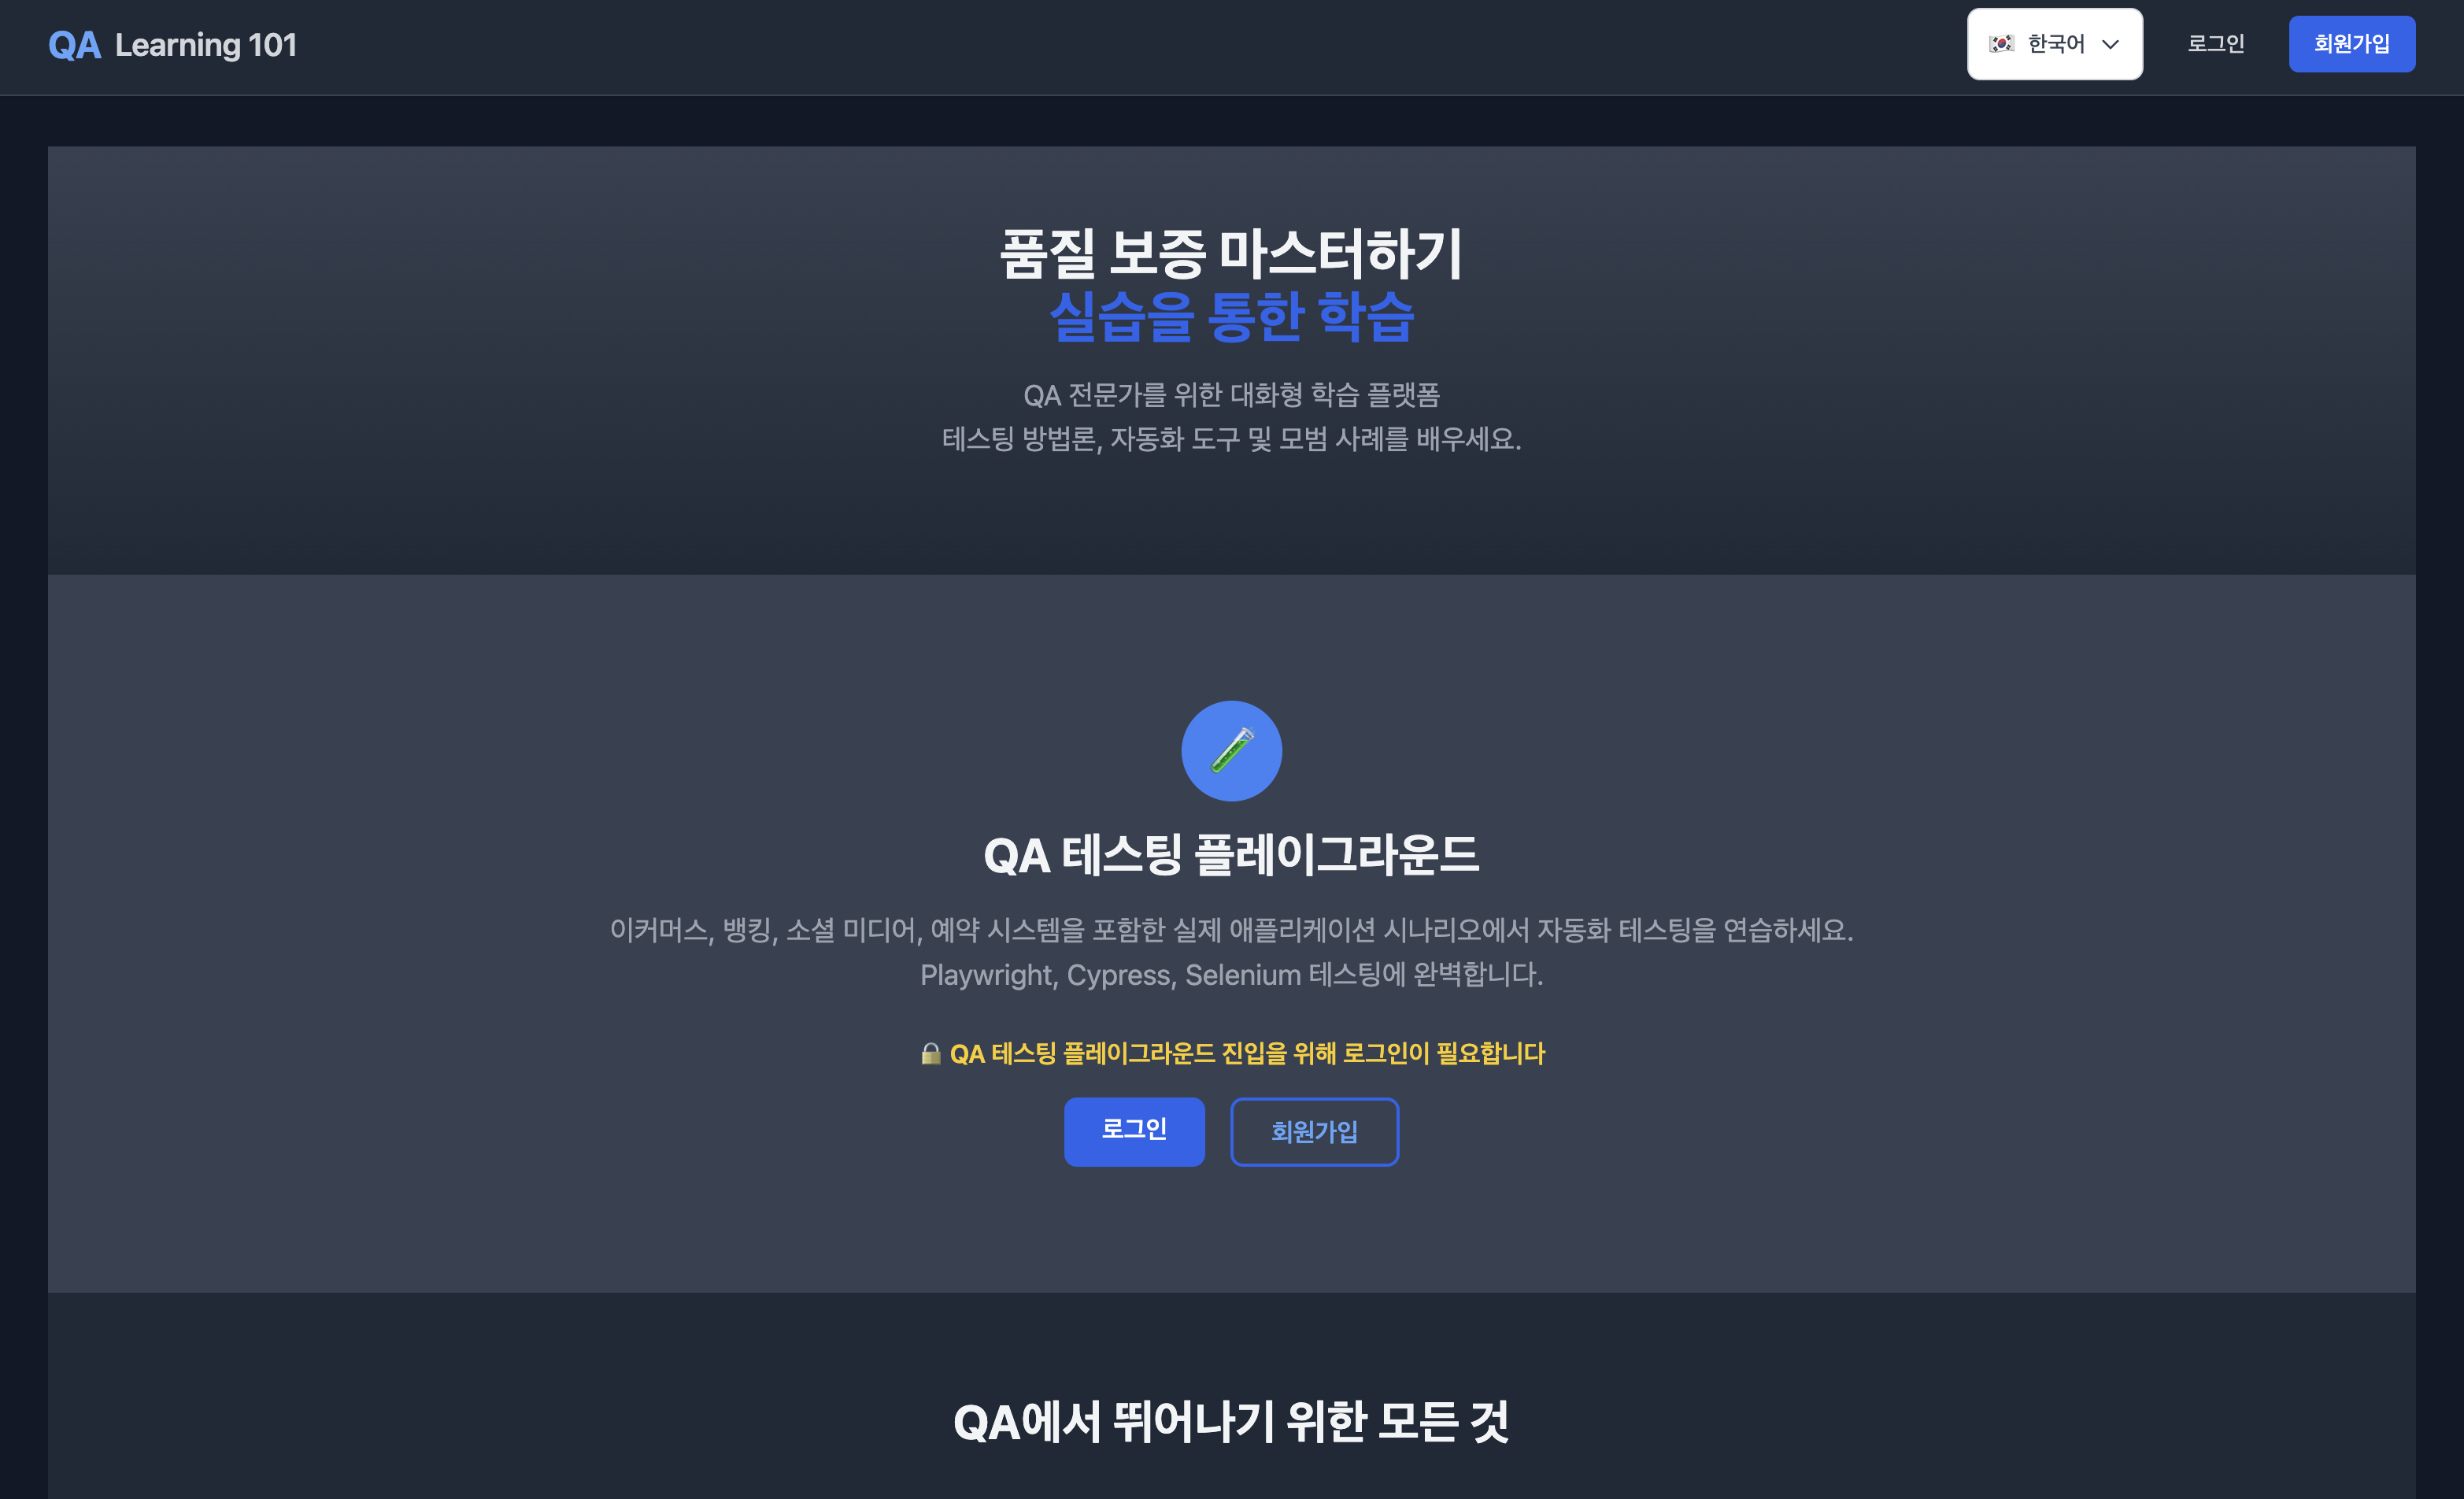 QA Learning 101
한국어
로그인
회원가입
품질 보증 마스터하기
실습을 통한 학습
QA 전문가를 위한 대화형 학습 플랫폼
테스팅 방법론, 자동화 도구 및 모범 사례를 배우세요.
QA 테스팅 플레이그라운드
이커머스, 뱅킹, 소셜 미디어, 예약 시스템을 포함한 실제 애플리케이션 시나리오에서 자동화 테스팅을 연습하세요.
Playwright, Cypress, Selenium 테스팅에 완벽합니다.
🔒 QA 테스팅 플레이그라운드 진입을 위해 로그인이 필요합니다
로그인
회원가입
QA에서 뛰어나기 위한 모든 것